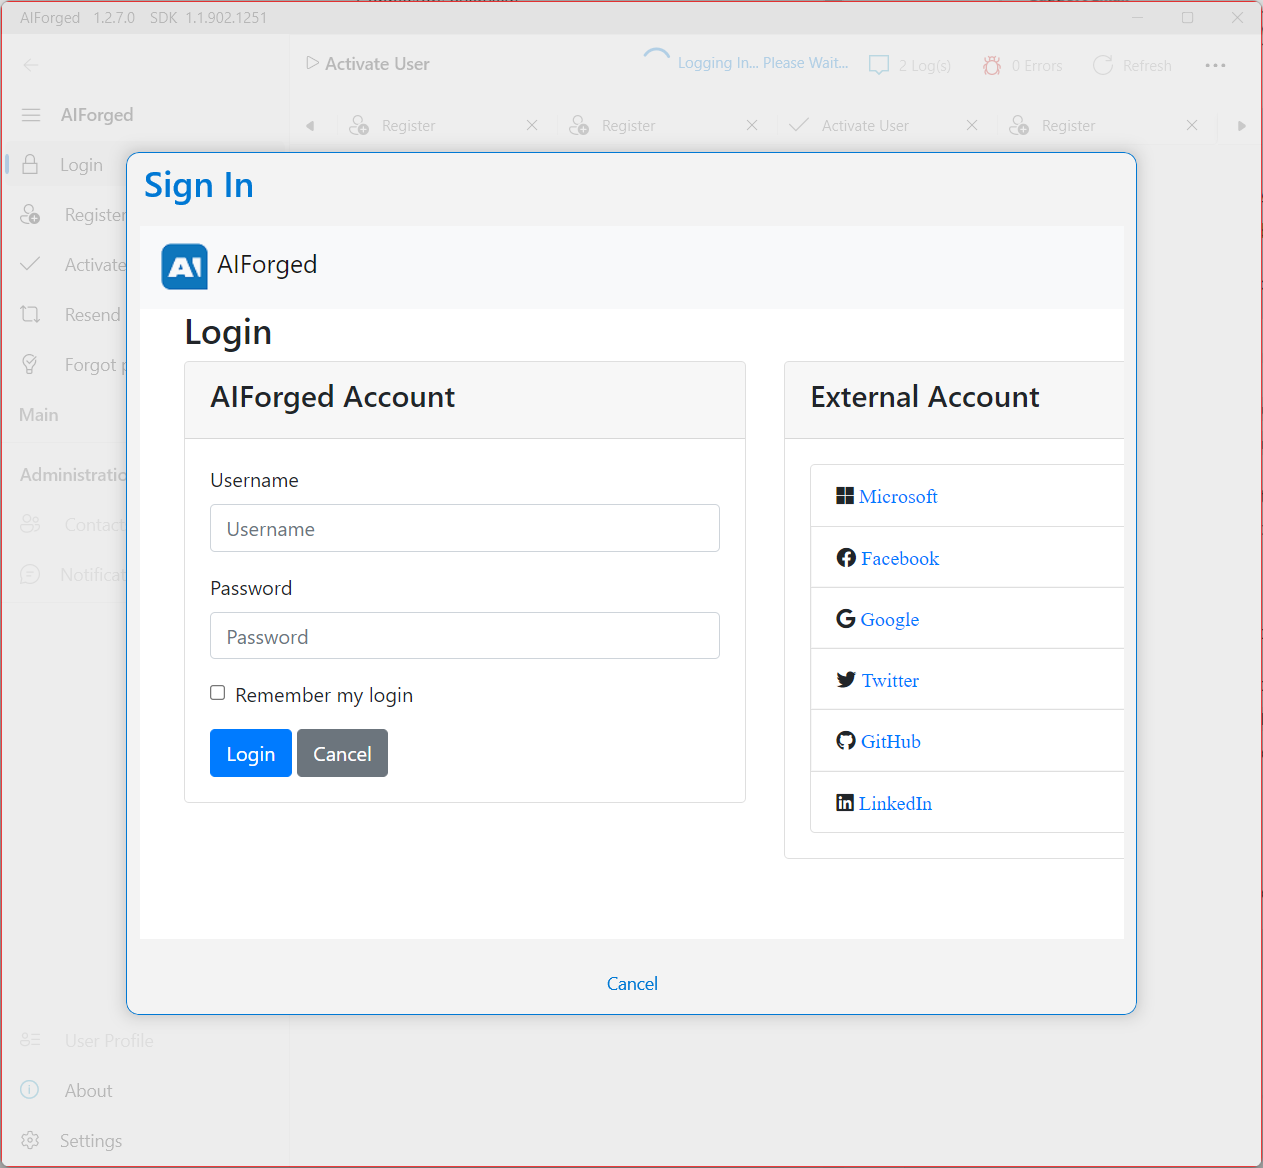 AIForged 1.2.7.0 SDK 1.1.902.1251
Activate User
Logging In... Please Wait...
2 Log(s)
0 Errors
Refresh
AIForged
Register
Register
Activate User
Register
Login
Register
Activate
Resend
Forgot
Main
Administratio
Contact
Notificat
User Profile
About
Settings
Sign In
AI AIForged
Login
AIForged Account
Username
Username
Password
Password
Remember my login
Login
Cancel
External Account
Microsoft
Facebook
Google
Twitter
GitHub
LinkedIn
Cancel